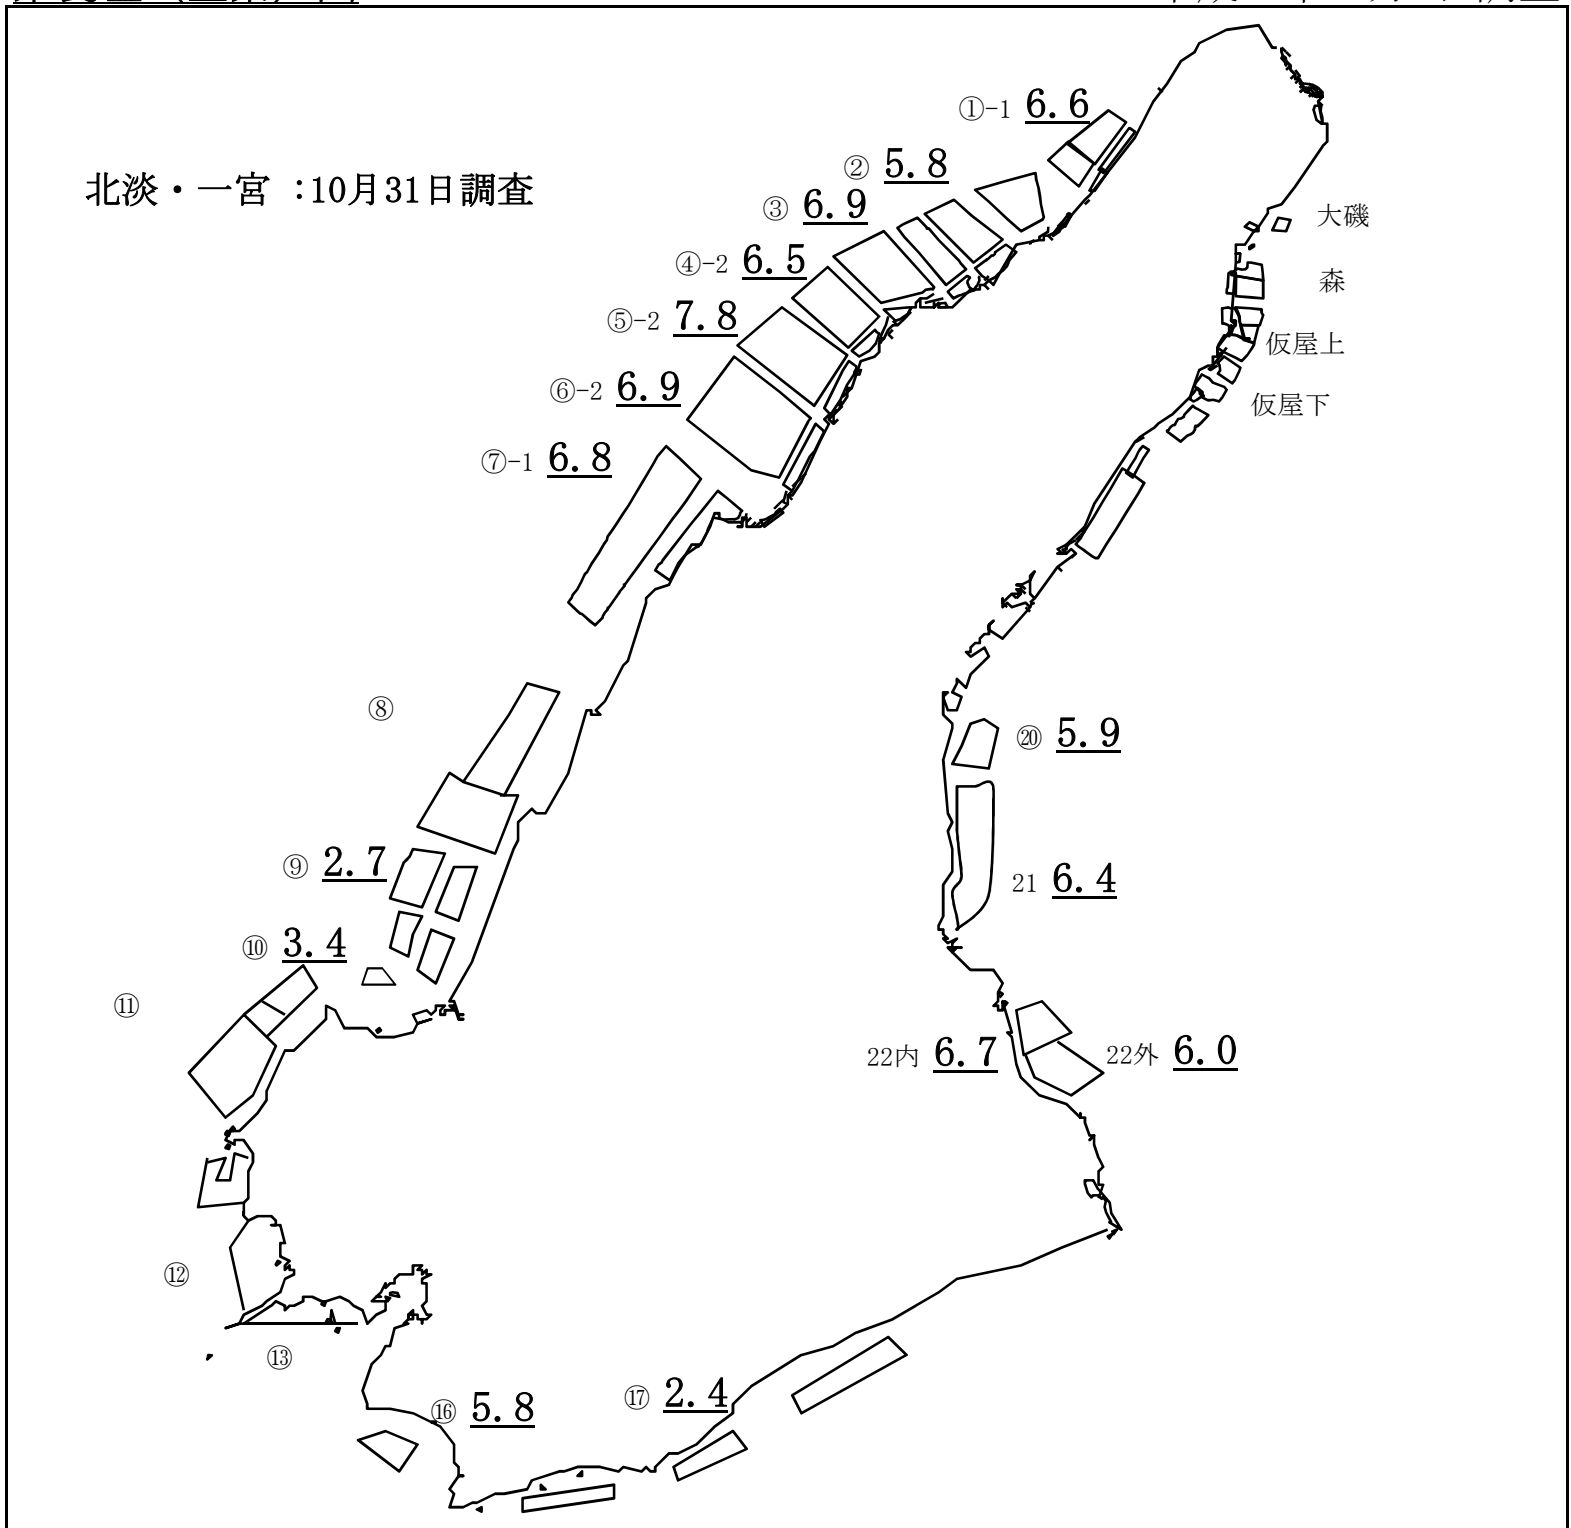 北淡・一宮 :10月31日調査
①-1 6.6
② 5.8
③ 6.9
④-2 6.5
⑤-2 7.8
⑥-2 6.9
⑦-1 6.8
大磯
森
仮屋上
仮屋下
⑧
⑳ 5.9
⑨ 2.7
21 6.4
⑩ 3.4
⑪
22内 6.7
22外 6.0
⑫
⑬
⑯ 5.8
⑰ 2.4